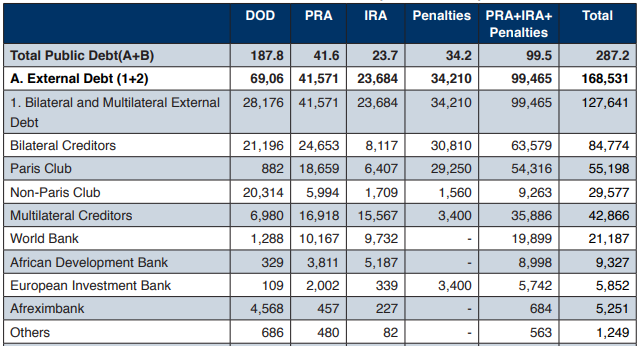 DOD PRA IRA Penalties PRA+IRA+ Penalties Total
Total Public Debt(A+B) 187.8 41.6 23.7 34.2 99.5 287.2
A. External Debt (1+2) 69,06 41,571 23,684 34,210 99,465 168,531
1. Bilateral and Multilateral External 28,176 41,571 23,684 34,210 99,465 127,641
Debt
Bilateral Creditors 21,196 24,653 8,117 30,810 63,579 84,774
Paris Club 882 18,659 6,407 29,250 54,316 55,198
Non-Paris Club 20,314 5,994 1,709 1,560 9,263 29,577
Multilateral Creditors 6,980 16,918 15,567 3,400 35,886 42,866
World Bank 1,288 10,167 9,732 - 19,899 21,187
African Development Bank 329 3,811 5,187 - 8,998 9,327
European Investment Bank 109 2,002 339 3,400 5,742 5,852
Afreximbank 4,568 457 227 - 684 5,251
Others 686 480 82 - 563 1,249